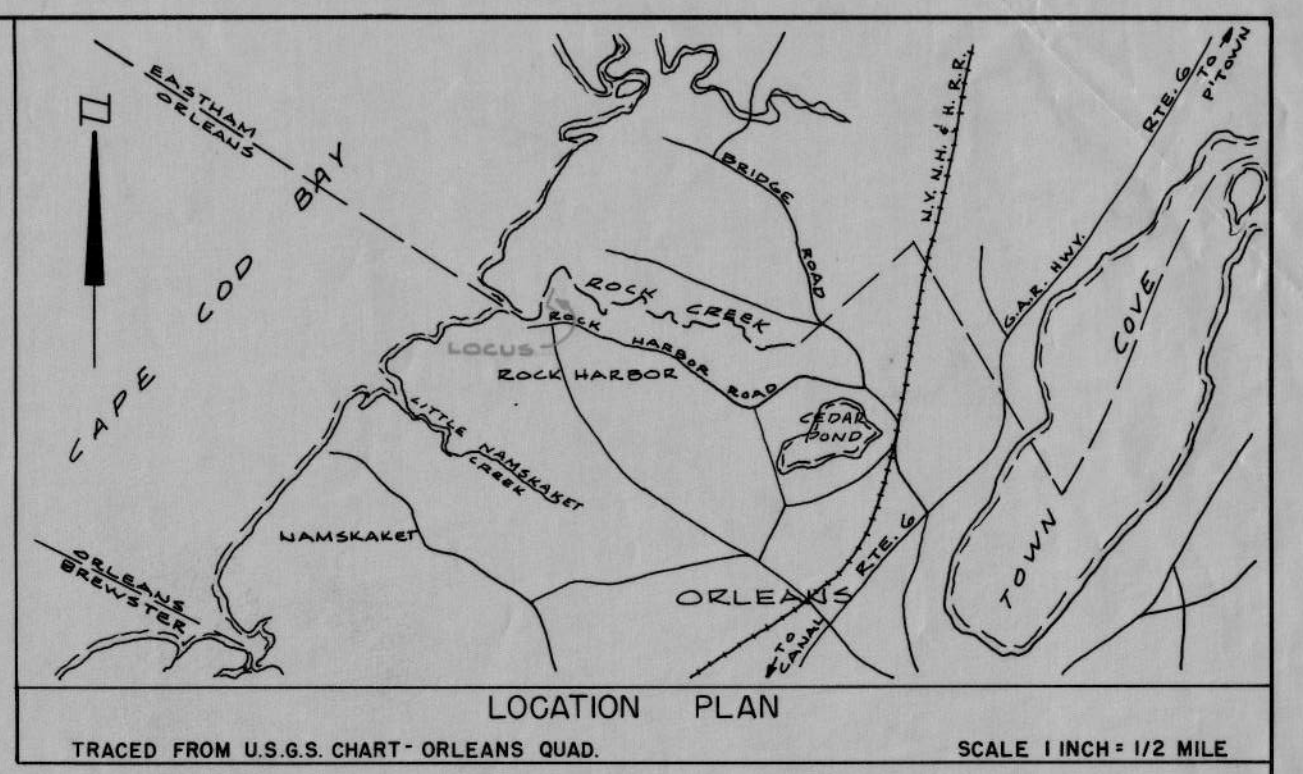 EASTHAM
ORLEANS
CAPE COD BAY
N
BRIDGE ROAD
N.Y. N.H. & H. R.R.
G.A.R. HWY. RTE. 6
TO P'TOWN
ROCK CREEK
ROCK HARBOR ROAD
LOCUS
ROCK HARBOR
CEDAR
POND
TOWN COVE
LITTLE NAMSKAKET
CREEK
NAMSKAKET
ORLEANS
BREWSTER
ORLEANS
RTE. 6
TO
CANAL
LOCATION PLAN
TRACED FROM U.S.G.S. CHART - ORLEANS QUAD.
SCALE 1 INCH = 1/2 MILE